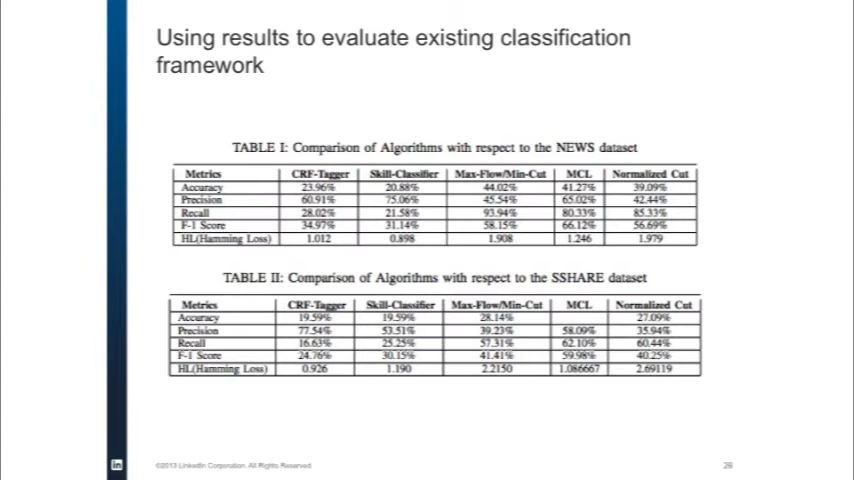 Using results to evaluate existing classification
framework
TABLE I: Comparison of Algorithms with respect to the NEWS dataset
Metrics CRF-Tagger Skill-Classifier Max-Flow/Min-Cut MCL Normalized Cut
Accuracy 23.96% 20.88% 44.02% 41.27% 39.09%
Precision 60.91% 75.06% 45.54% 65.02% 42.44%
Recall 28.02% 21.58% 93.94% 80.33% 85.33%
F-1 Score 34.97% 31.14% 58.15% 66.12% 56.69%
HL(Hamming Loss) 1.012 0.898 1.908 1.246 1.979
TABLE II: Comparison of Algorithms with respect to the SSHARE dataset
Metrics CRF-Tagger Skill-Classifier Max-Flow/Min-Cut MCL Normalized Cut
Accuracy 19.59% 19.59% 28.14% 27.09%
Precision 77.54% 53.51% 39.23% 58.09% 35.94%
Recall 16.63% 25.25% 57.31% 62.10% 60.44%
F-1 Score 24.76% 30.15% 41.41% 59.98% 40.25%
HL(Hamming Loss) 0.926 1.190 2.2150 1.086667 2.69119
in
©2013 LinkedIn Corporation. All Rights Reserved.
26